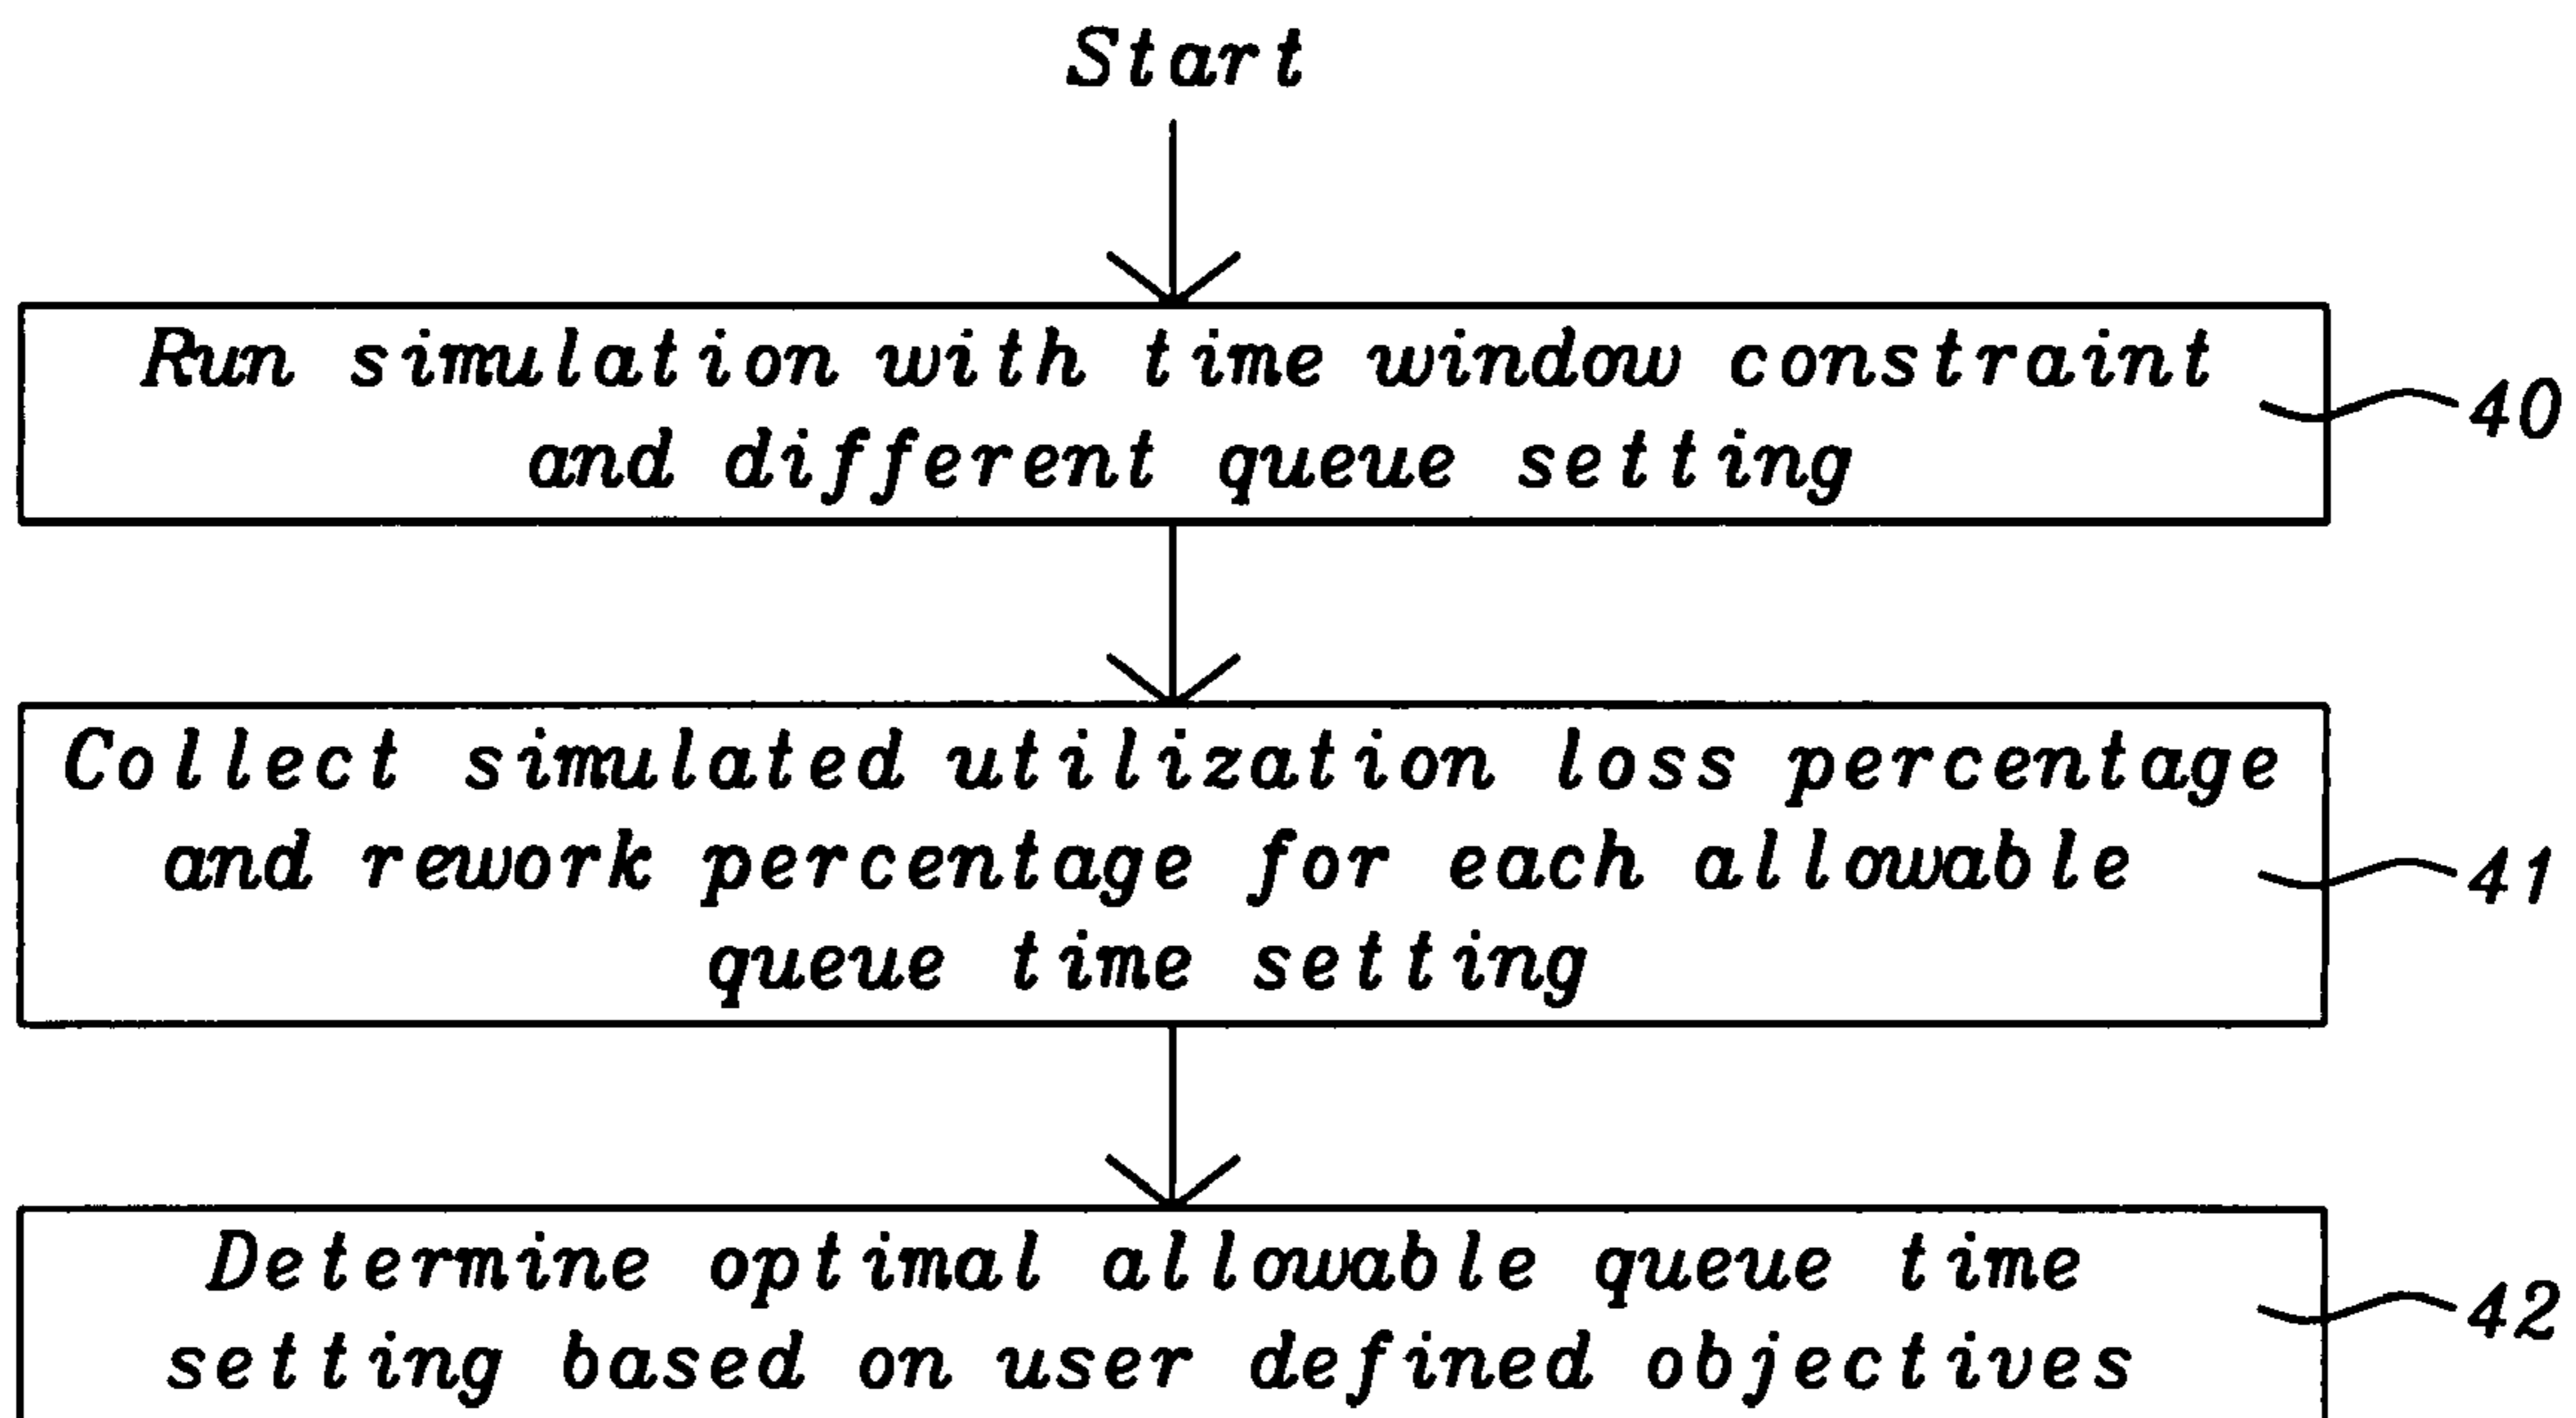 Start
Run simulation with time window constraint
and different queue setting
40
Collect simulated utilization loss percentage
and rework percentage for each allowable
queue time setting
41
Determine optimal allowable queue time
setting based on user defined objectives
42